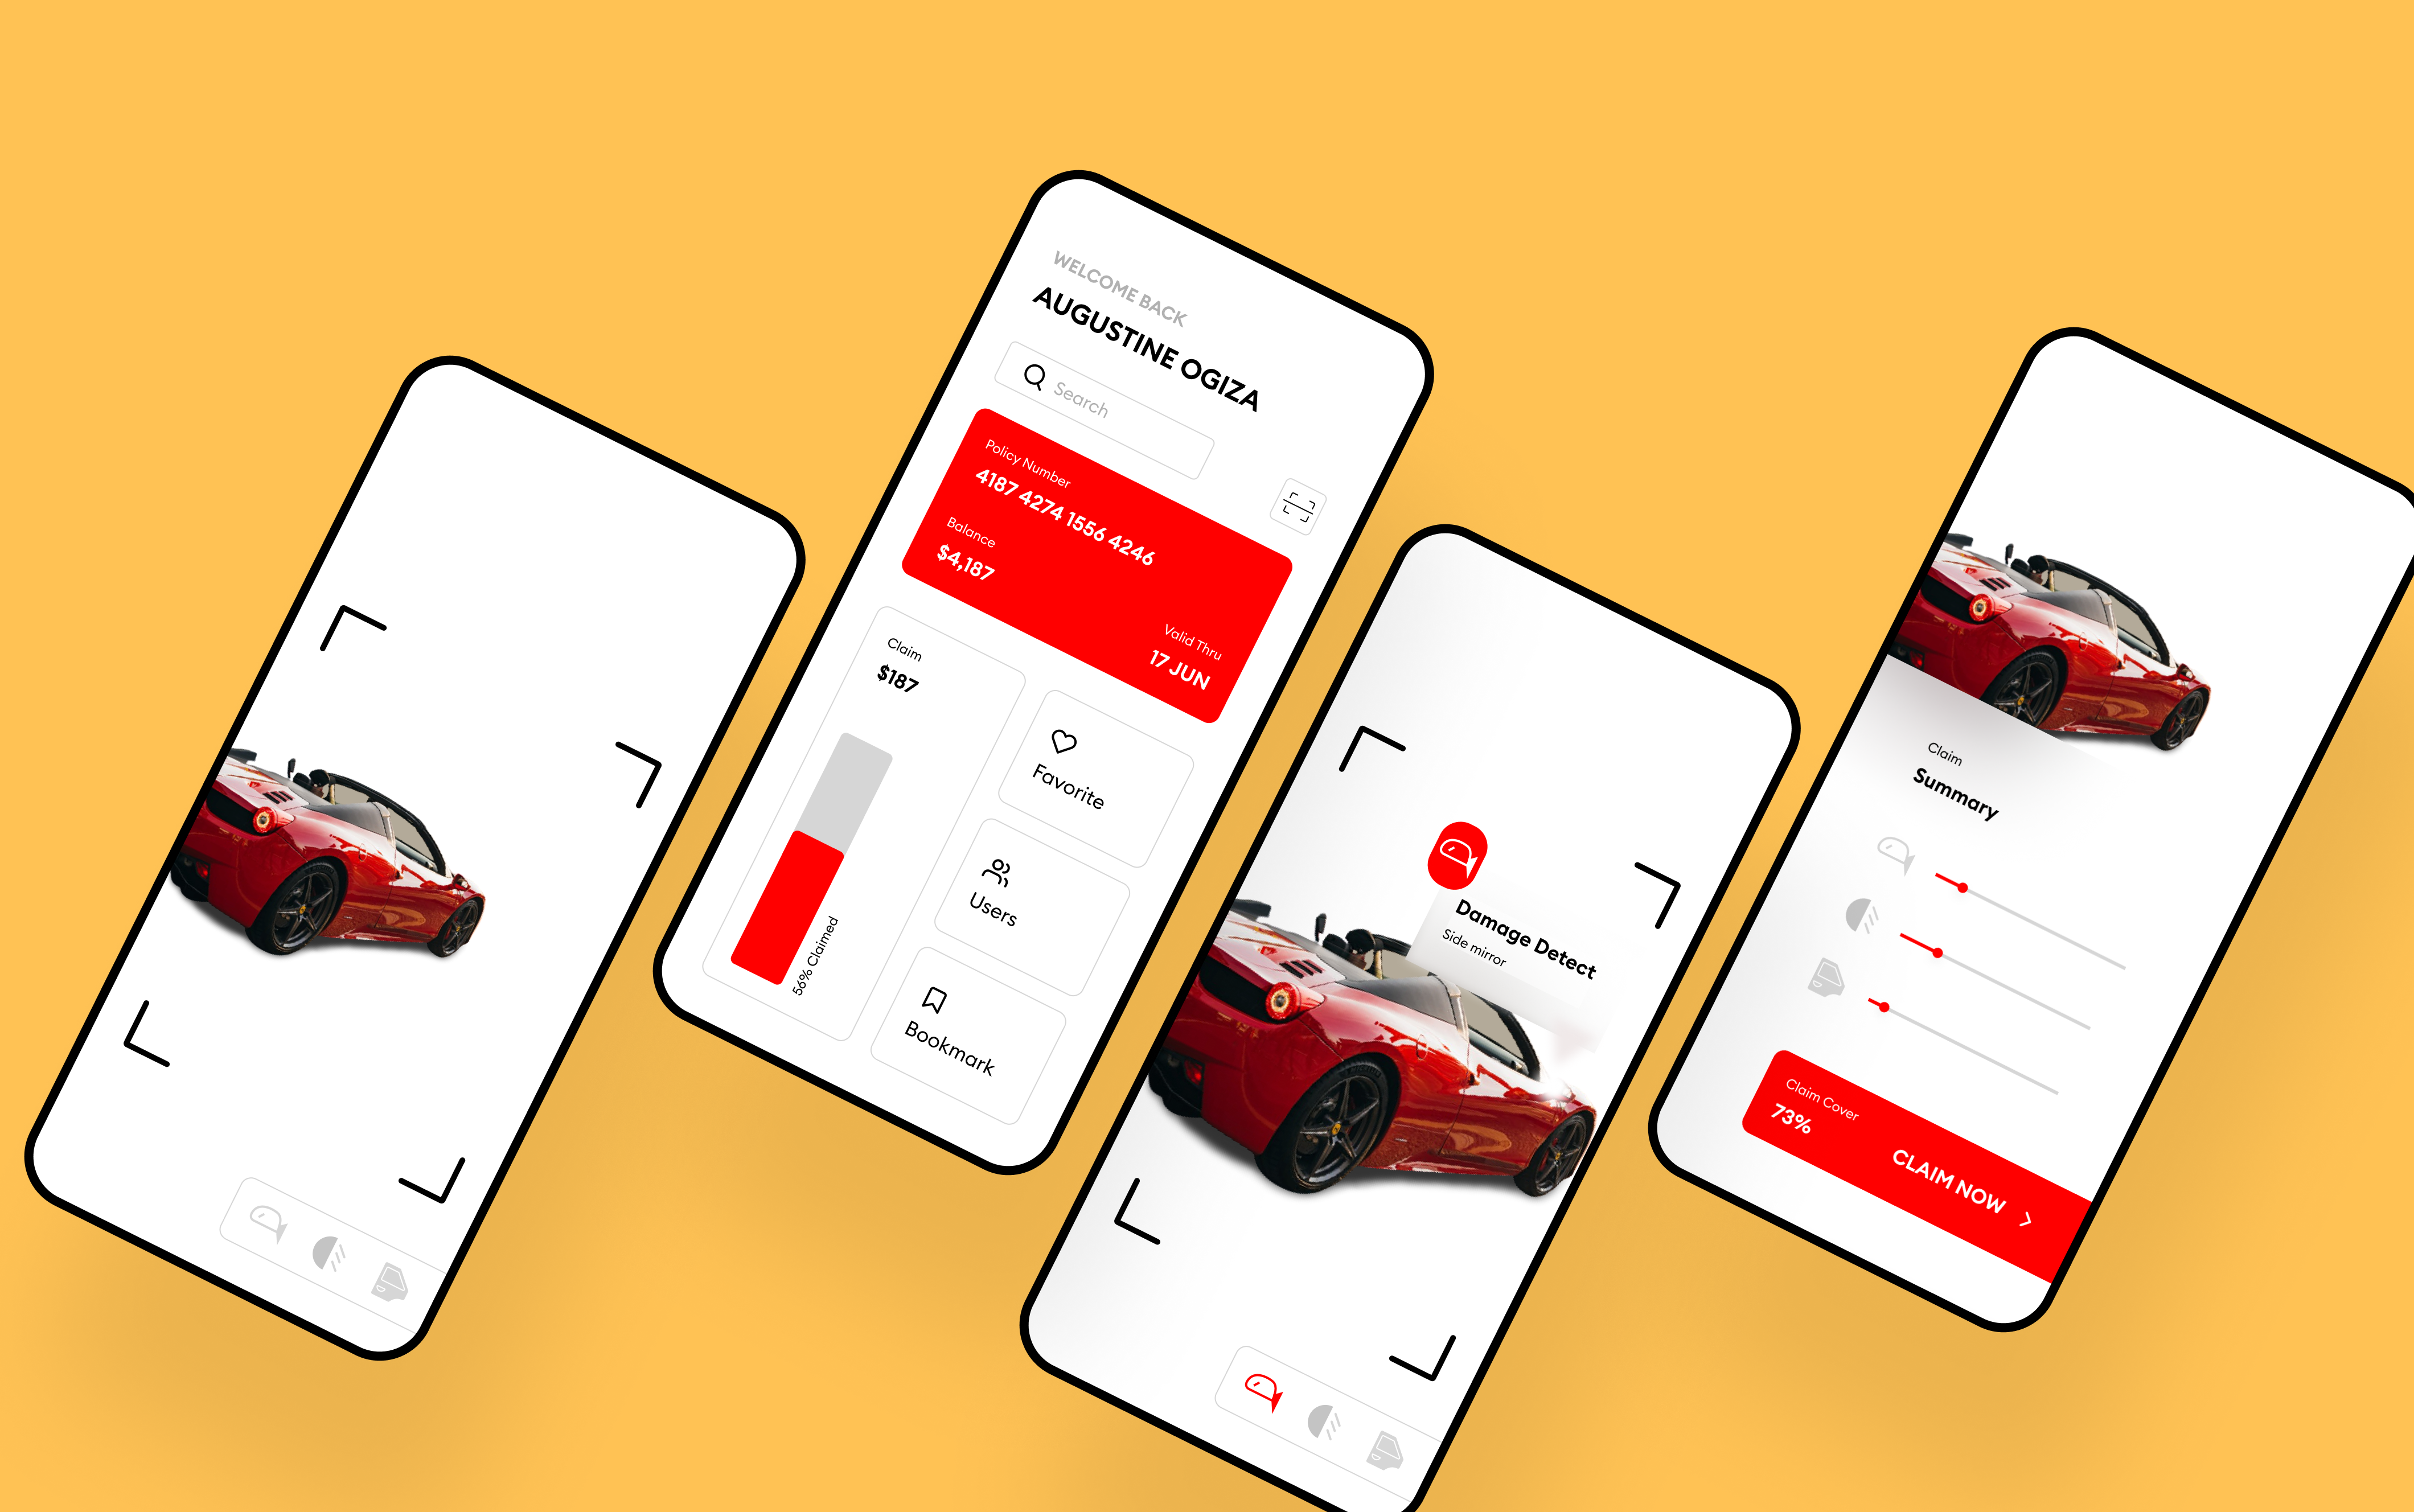 WELCOME BACK
AUGUSTINE OGIZA
Search
Policy Number
4187 4274 1556 4246
Balance
$4,187
Valid Thru
17 JUN
Claim
$187
56% Claimed
Favorite
Users
Bookmark
Damage Detect
Side mirror
Claim
Summary
Claim Cover
73%
CLAIM NOW